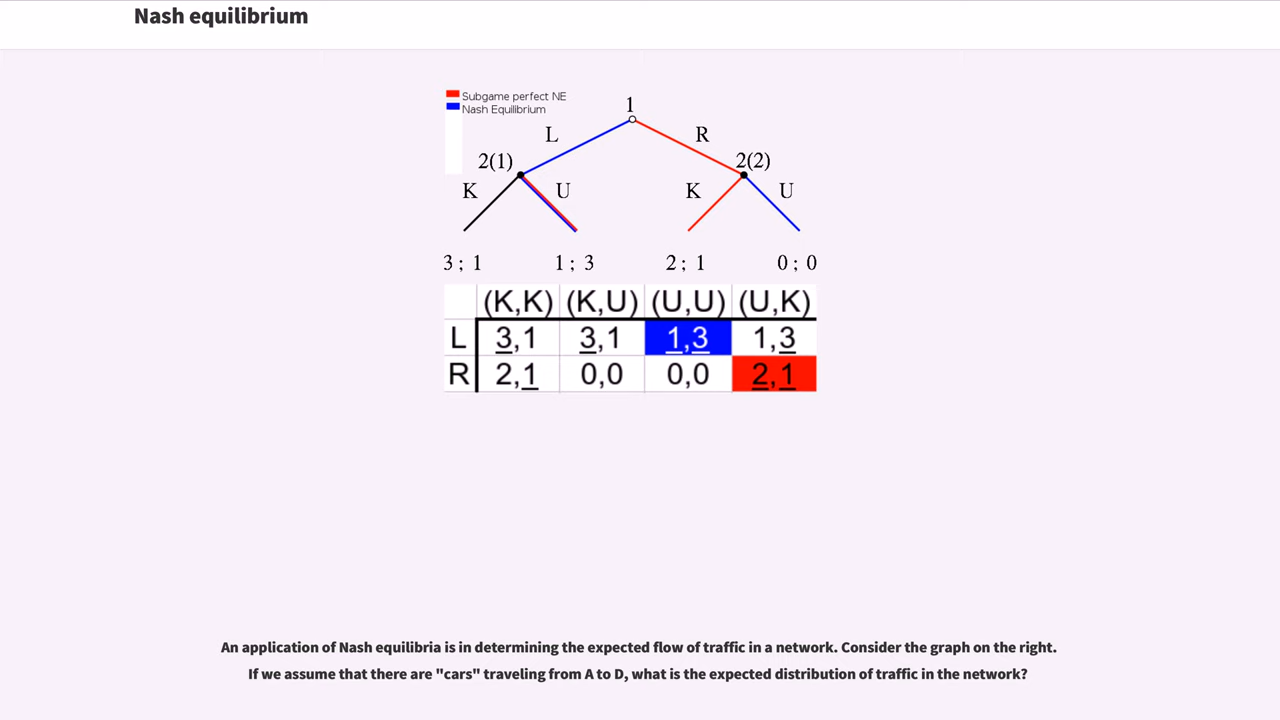 Nash equilibrium
Subgame perfect NE
Nash Equilibrium
1
L R
2(1) 2(2)
K U K U
3 ; 1 1 ; 3 2 ; 1 0 ; 0
(K,K) (K,U) (U,U) (U,K)
L 3,1 3,1 1,3 1,3
R 2,1 0,0 0,0 2,1
An application of Nash equilibria is in determining the expected flow of traffic in a network. Consider the graph on the right.
If we assume that there are "cars" traveling from A to D, what is the expected distribution of traffic in the network?